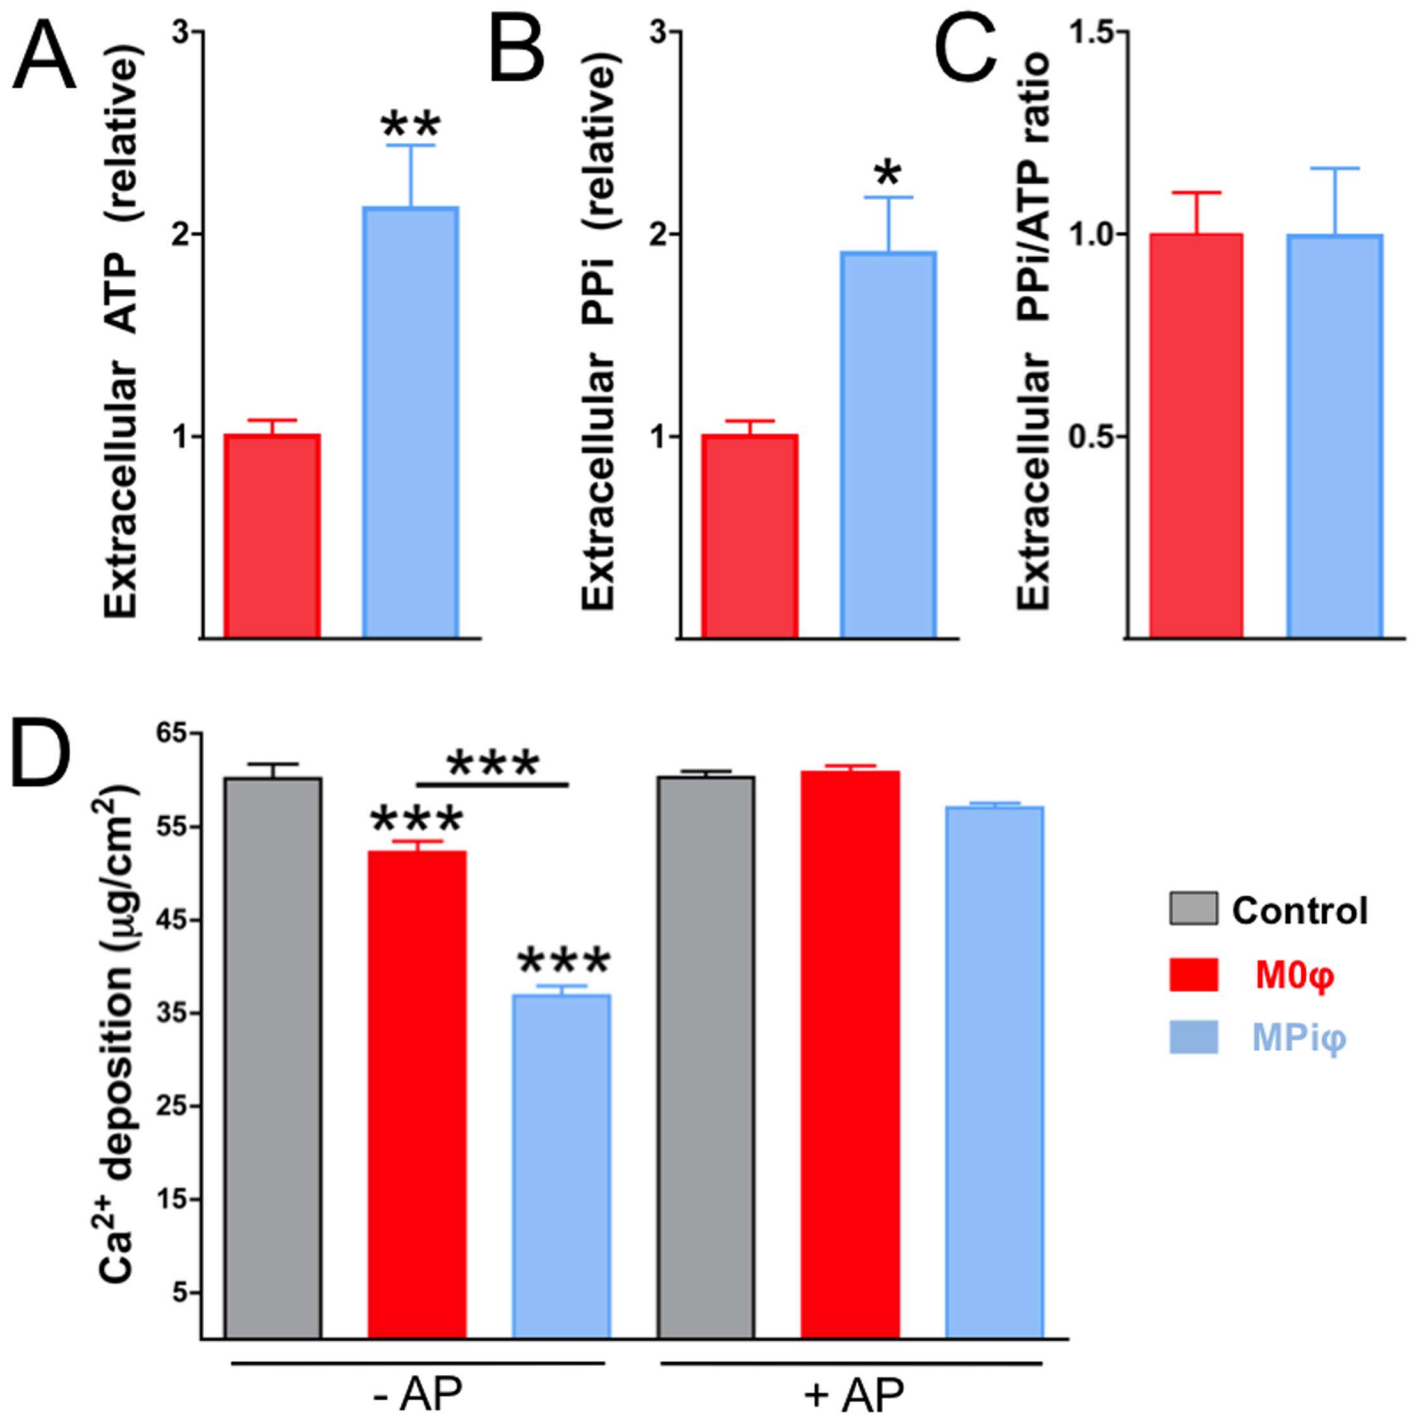 A
Extracellular ATP (relative)
3
2
1
**
B
Extracellular PPi (relative)
3
2
1
*
C
Extracellular PPi/ATP ratio
1.5
1.0
0.5
D
Ca²⁺ deposition (μg/cm²)
65
55
45
35
25
15
5
***
***
***
- AP
+ AP
Control
M0φ
MPiφ